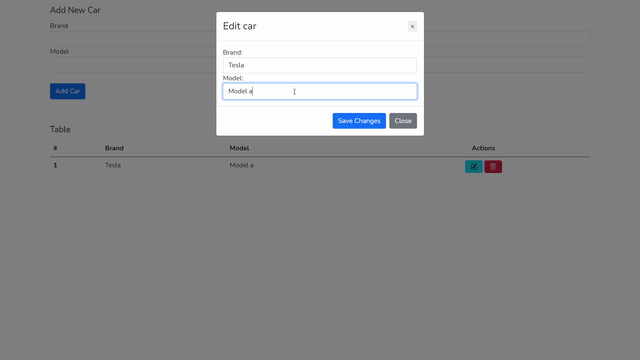 Add New Car
Brand
Model
Add Car
Edit car
×
Brand:
Tesla
Model:
Model a
Save Changes
Close
Table
# Brand Model Actions
1 Tesla Model a